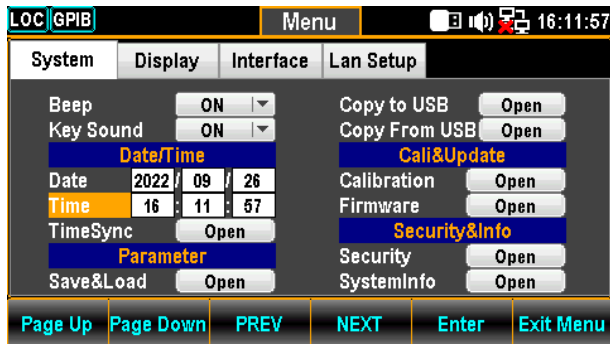 LOC GPIB Menu 16:11:57
System Display Interface Lan Setup
Beep ON
Key Sound ON
Date/Time
Date 2022 / 09 / 26
Time 16 : 11 : 57
TimeSync Open
Parameter
Save&Load Open
Copy to USB Open
Copy From USB Open
Cali&Update
Calibration Open
Firmware Open
Security&Info
Security Open
SystemInfo Open
Page Up Page Down PREV NEXT Enter Exit Menu